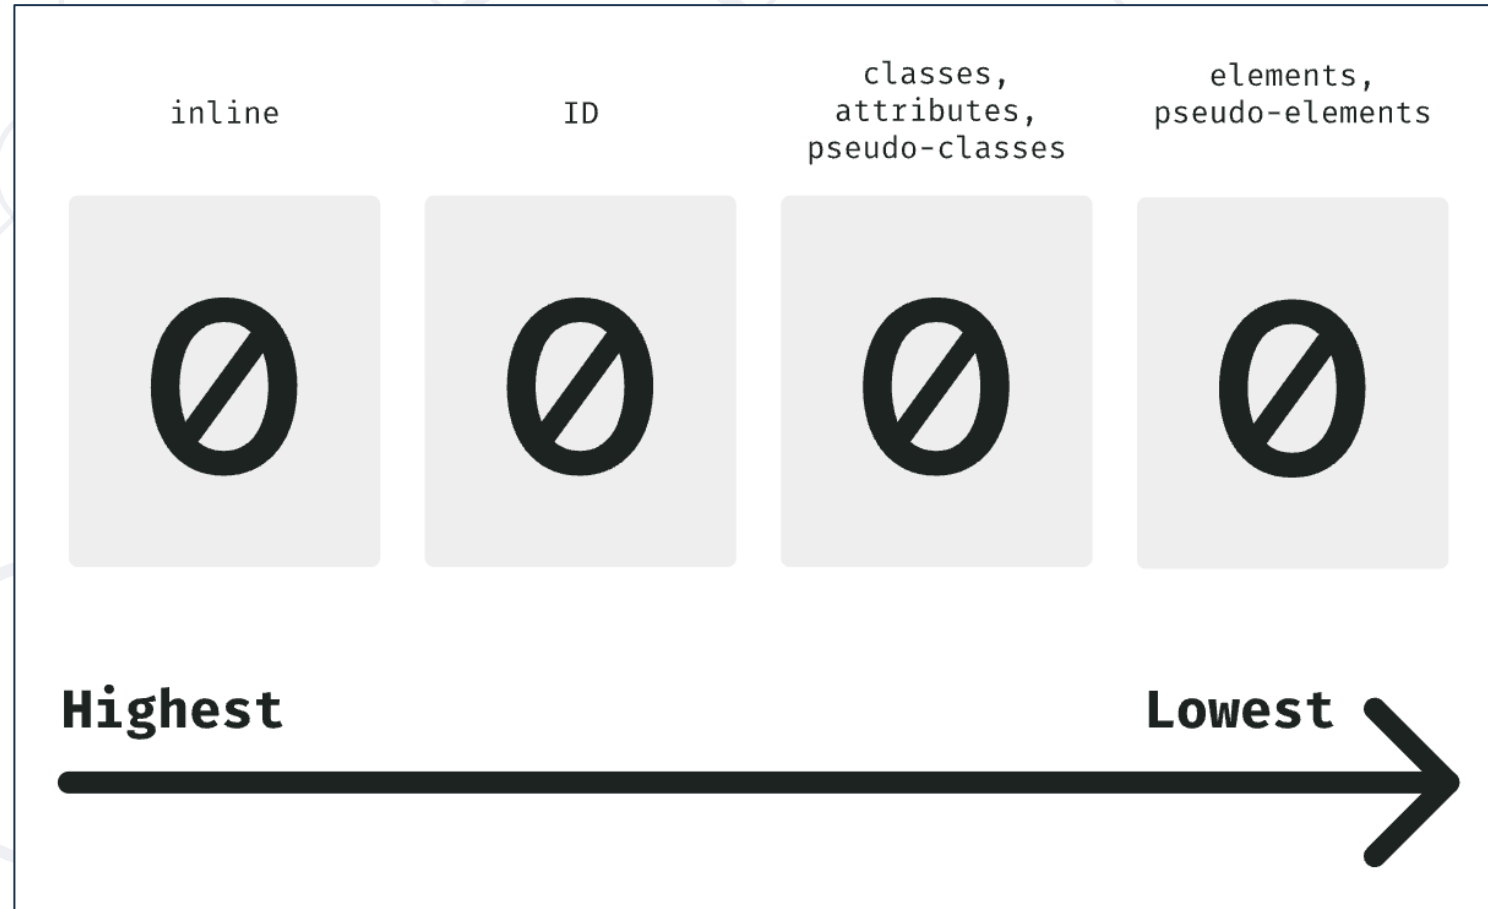 inline
ID
classes,
attributes,
pseudo-classes
elements,
pseudo-elements
0
0
0
0
Highest
Lowest